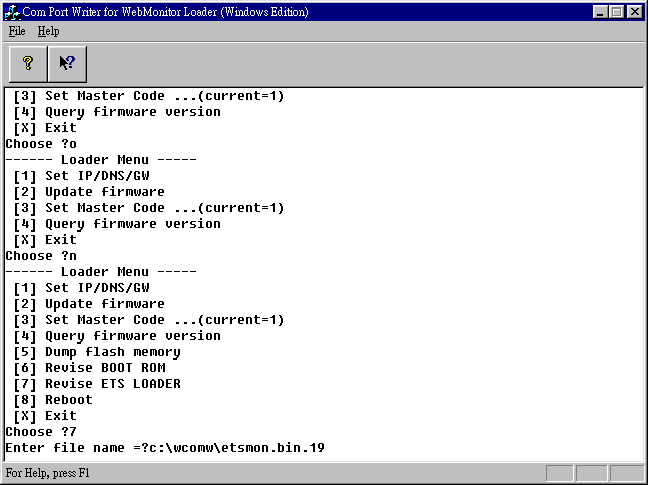 Com Port Writer for WebMonitor Loader (Windows Edition)
File Help
[3] Set Master Code ...(current=1)
[4] Query firmware version
[X] Exit
Choose ?o
------ Loader Menu -----
[1] Set IP/DNS/GW
[2] Update firmware
[3] Set Master Code ...(current=1)
[4] Query firmware version
[X] Exit
Choose ?n
------ Loader Menu -----
[1] Set IP/DNS/GW
[2] Update firmware
[3] Set Master Code ...(current=1)
[4] Query firmware version
[5] Dump flash memory
[6] Revise BOOT ROM
[7] Revise ETS LOADER
[8] Reboot
[X] Exit
Choose ?7
Enter file name =?c:\wcomw\etsmon.bin.19
For Help, press F1